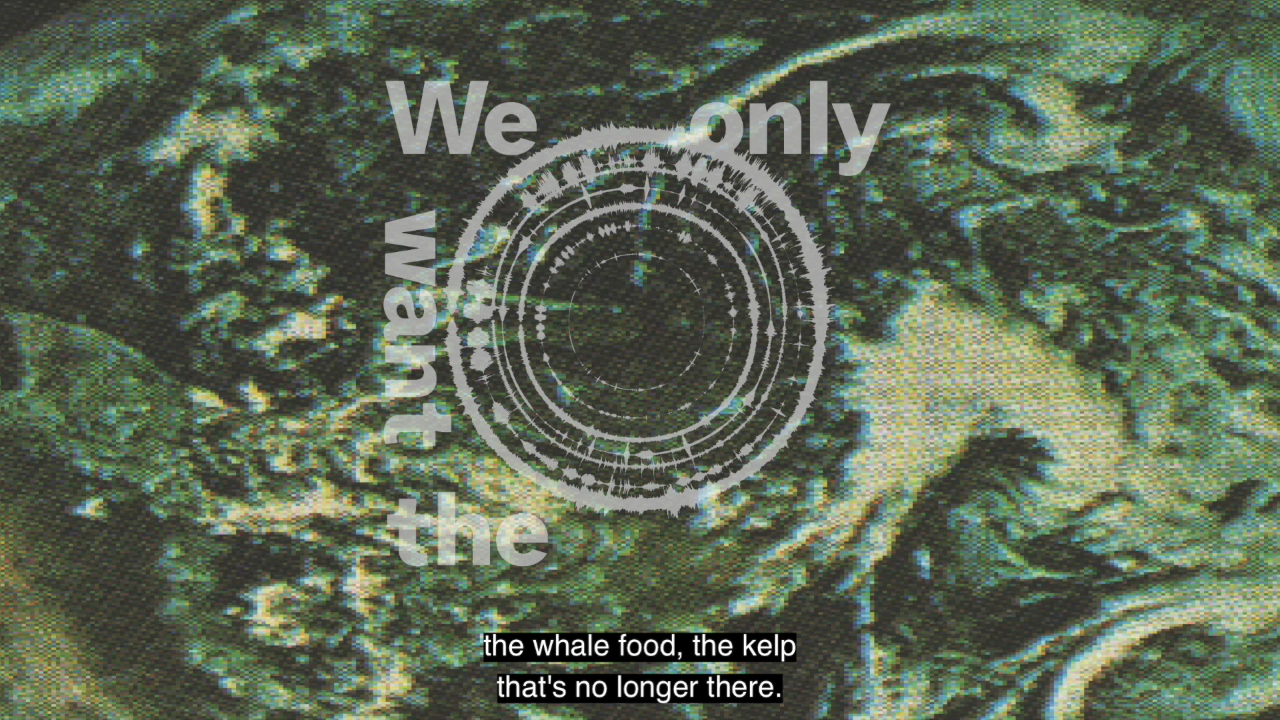 We only
want
the
the whale food, the kelp
that's no longer there.